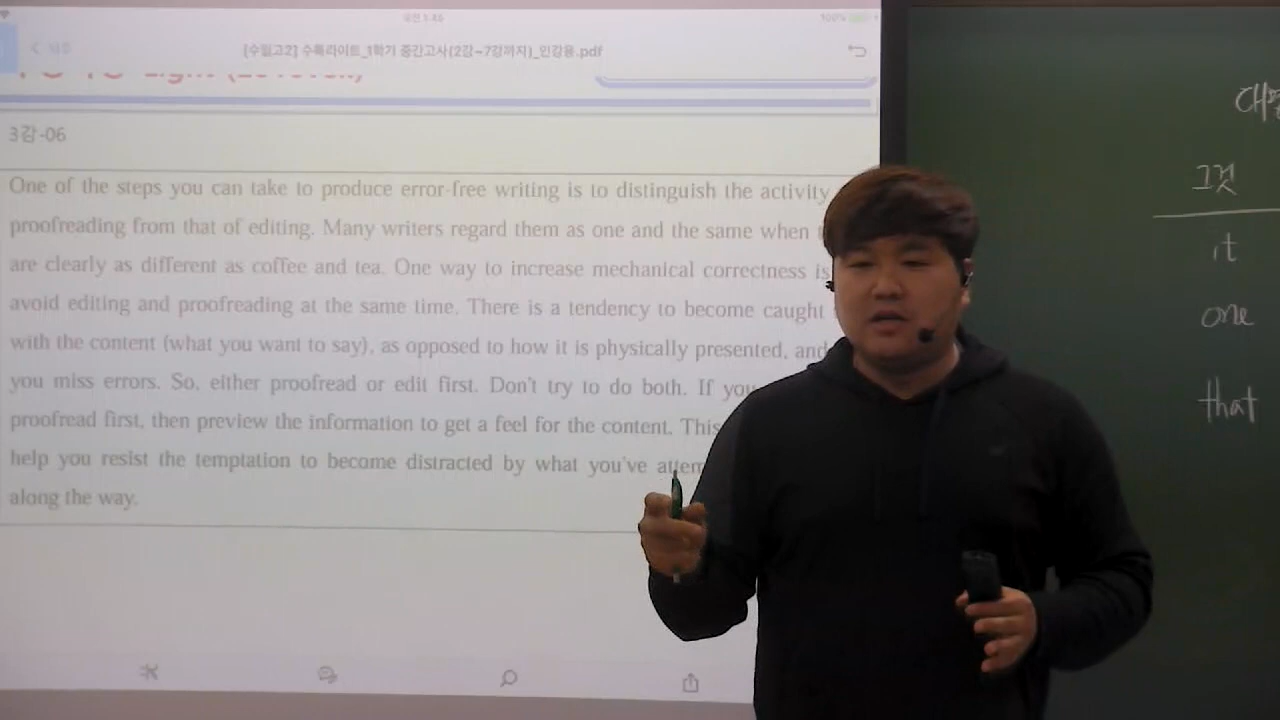 오전 1:46
100%
[수월고2] 수특라이트_1학기 중간고사(2강~7강까지)_인강용.pdf
3강-06
One of the steps you can take to produce error-free writing is to distinguish the activity
proofreading from that of editing. Many writers regard them as one and the same when
are clearly as different as coffee and tea. One way to increase mechanical correctness is
avoid editing and proofreading at the same time. There is a tendency to become caught
with the content (what you want to say), as opposed to how it is physically presented, and
you miss errors. So, either proofread or edit first. Don't try to do both. If you
proofread first, then preview the information to get a feel for the content. This
help you resist the temptation to become distracted by what you've
along the way.
그것
it
one
that